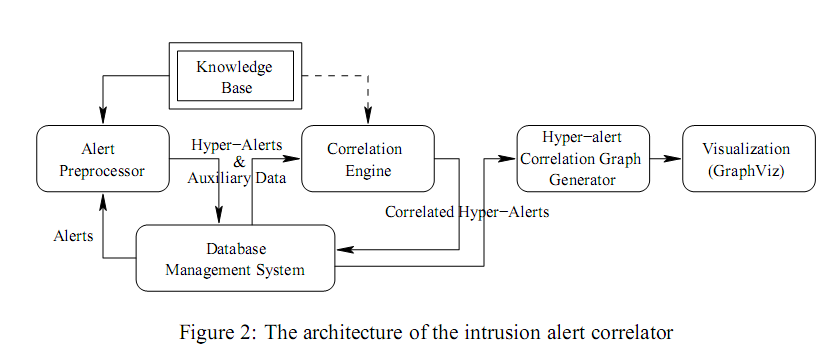 Knowledge
Base
Alert
Preprocessor
Hyper−Alerts
&
Auxiliary Data
Correlation
Engine
Hyper−alert
Correlation Graph
Generator
Visualization
(GraphViz)
Correlated Hyper−Alerts
Alerts
Database
Management System
Figure 2: The architecture of the intrusion alert correlator